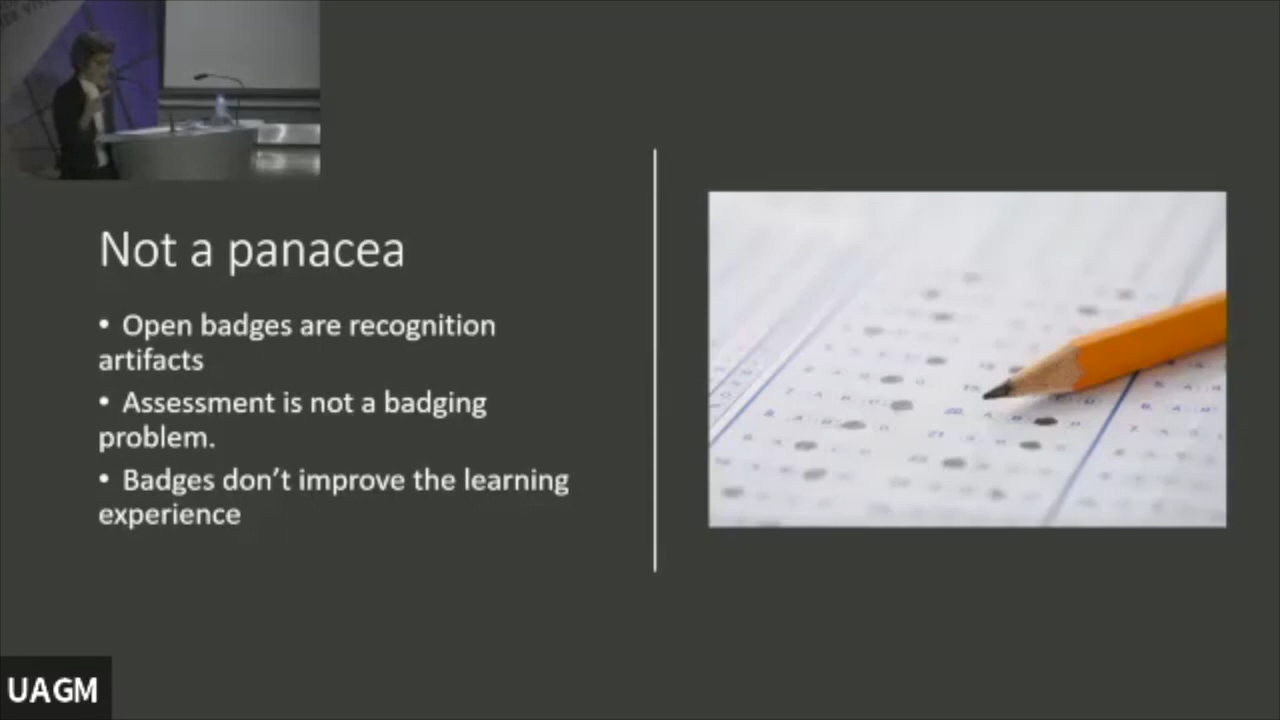 Not a panacea
• Open badges are recognition
artifacts
• Assessment is not a badging
problem.
• Badges don’t improve the learning
experience
UAGM